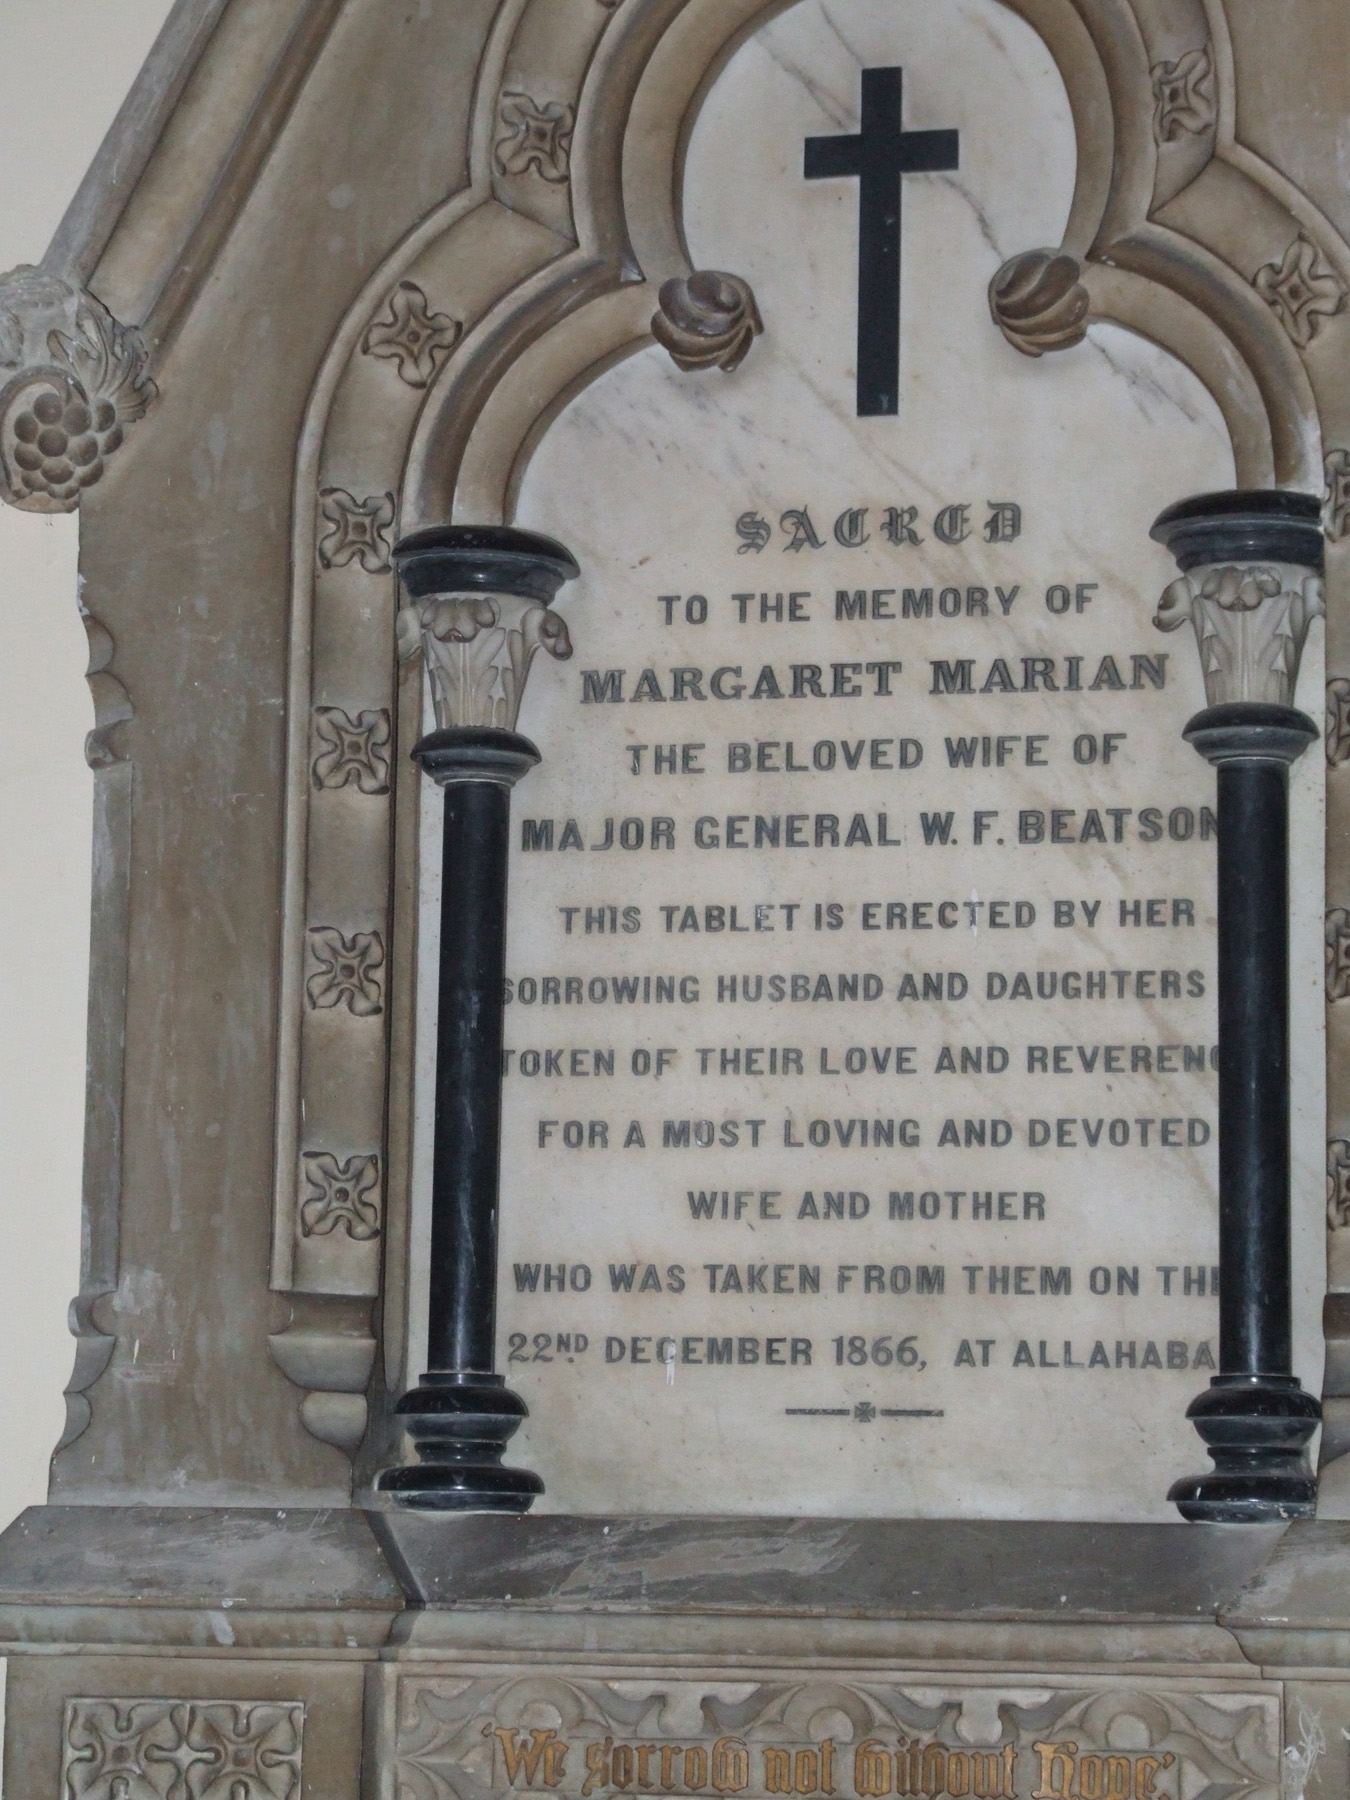 SACRED
TO THE MEMORY OF
MARGARET MARIAN
THE BELOVED WIFE OF
MAJOR GENERAL W. F. BEATSON
THIS TABLET IS ERECTED BY HER
SORROWING HUSBAND AND DAUGHTERS
TOKEN OF THEIR LOVE AND REVERENC
FOR A MOST LOVING AND DEVOTED
WIFE AND MOTHER
WHO WAS TAKEN FROM THEM ON THE
22ND DECEMBER 1866, AT ALLAHABA
"We sorrow not without Hope."